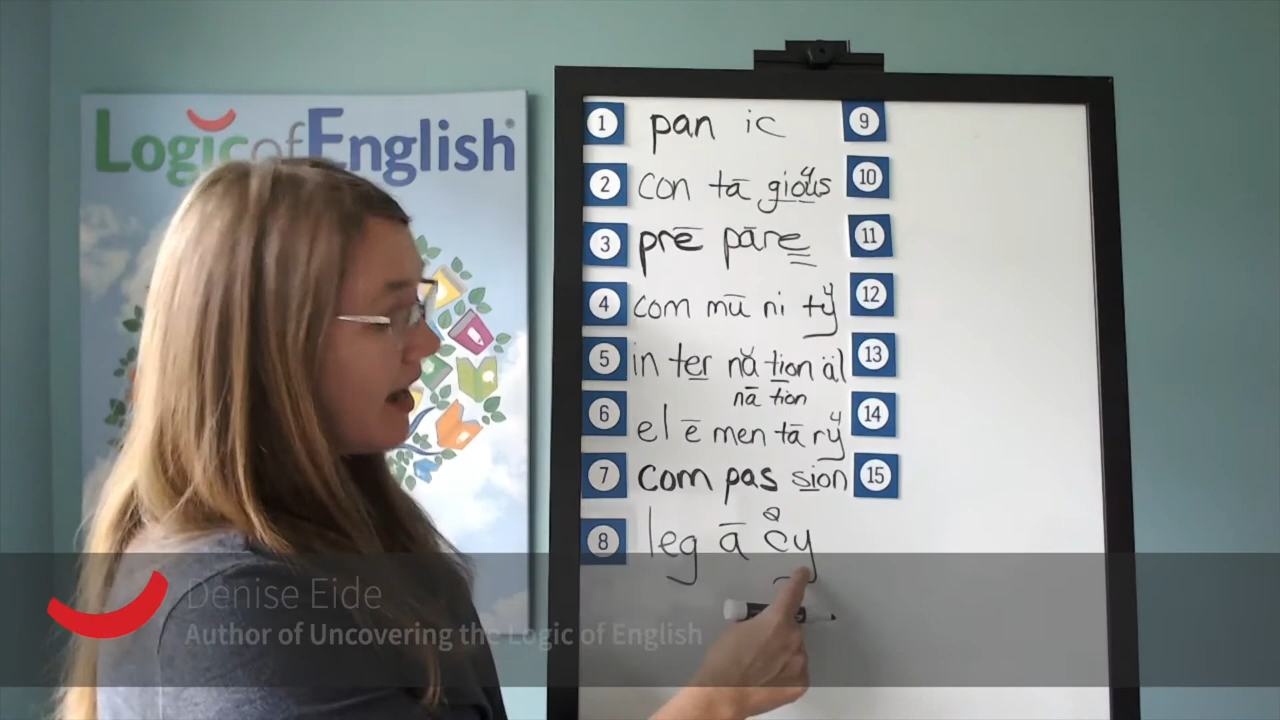 Logic of English®
1 pan ic
2 con tā gious
3 prē pāre
4 com mū ni ty
5 in ter nă tion äl
nā tion
6 el ē men tā ry
7 com pas sion
8 leg ā cy
9
10
11
12
13
14
15
Denise Eide
Author of Uncovering the Logic of English